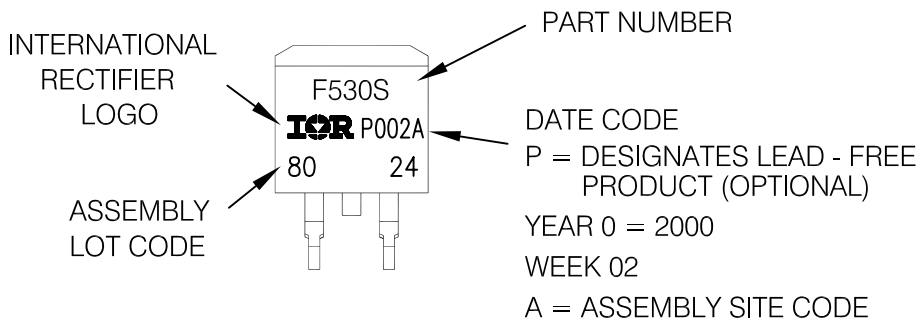 INTERNATIONAL
RECTIFIER
LOGO
ASSEMBLY
LOT CODE
F530S
IOR P002A
80 24
PART NUMBER
DATE CODE
P = DESIGNATES LEAD - FREE
PRODUCT (OPTIONAL)
YEAR 0 = 2000
WEEK 02
A = ASSEMBLY SITE CODE